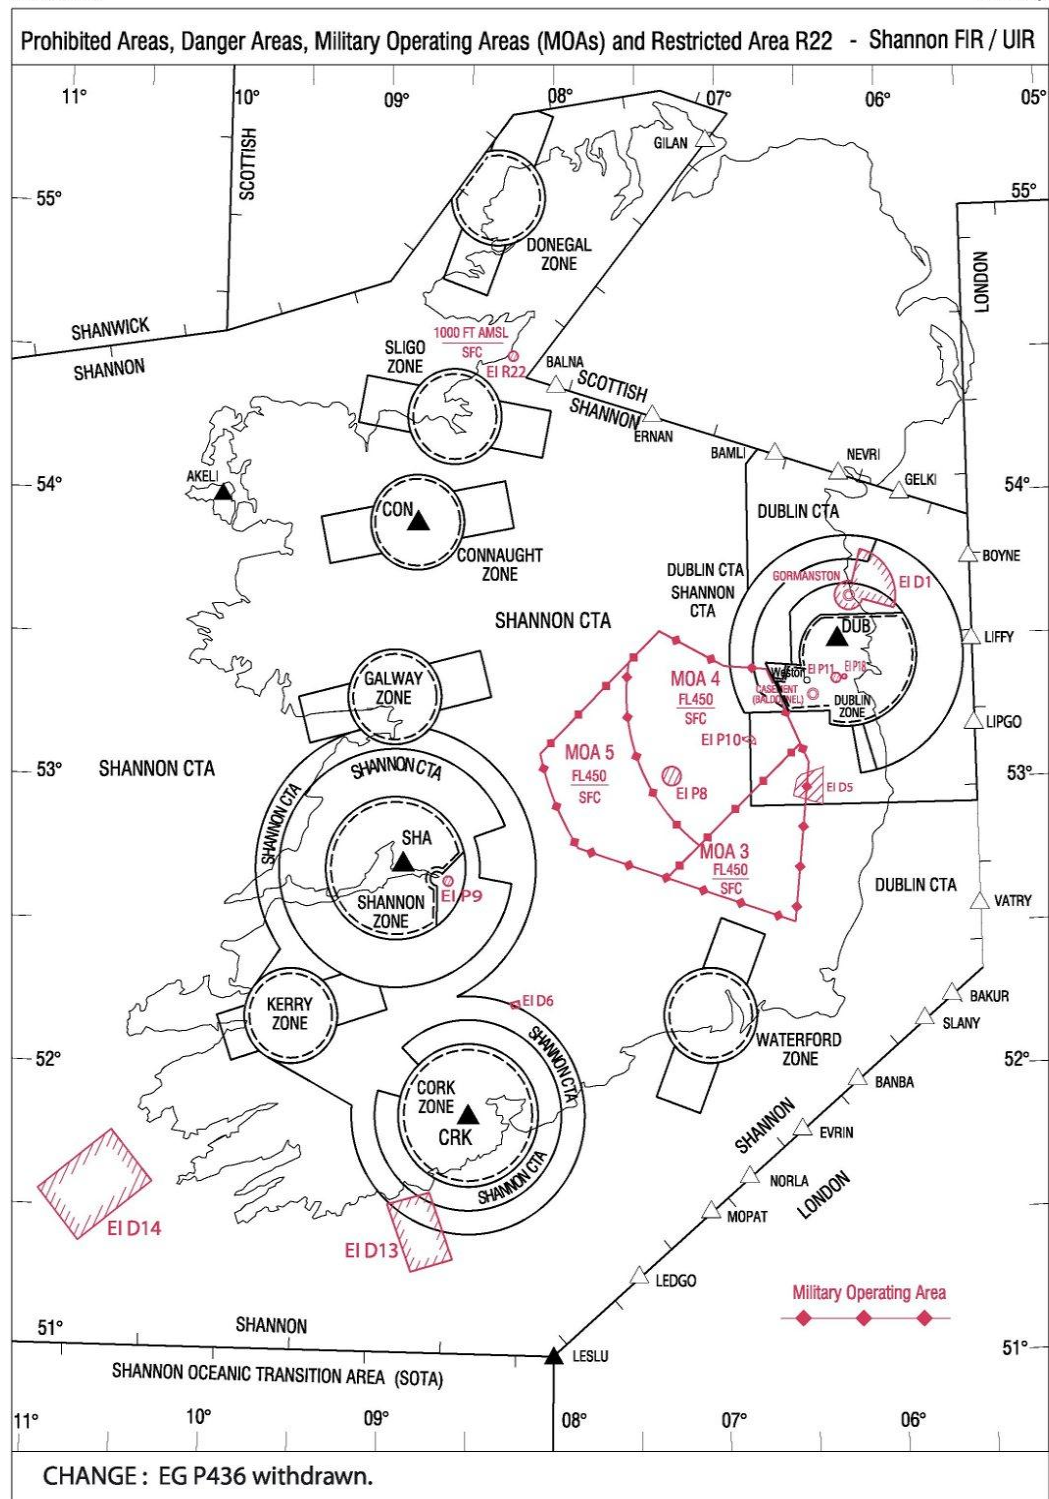 Prohibited Areas, Danger Areas, Military Operating Areas (MOAs) and Restricted Area R22 - Shannon FIR / UIR
11° 10° 09° 08° 07° 06° 05°
SCOTTISH
GILAN
55° 55°
DONEGAL
ZONE
LONDON
SHANWICK
SHANNON
1000 FT AMSL
SFC
EI R22
SLIGO
ZONE
BALNA
SCOTTISH
SHANNON
ERNAN
BAMLI
NEVRI
GELKI
AKELI
54° 54°
CON
CONNAUGHT
ZONE
DUBLIN CTA
BOYNE
DUBLIN CTA
SHANNON
CTA
GORMANSTON
EI D1
SHANNON CTA
DUB
LIFFY
GALWAY
ZONE
MOA 4
FL450
SFC
Weston
EI P11
EI P18
CASEMENT
(BALDONNEL)
DUBLIN
ZONE
LIPGO
EI P10
MOA 5
FL450
SFC
EI P8
EI D5
SHANNON CTA
53° 53°
SHANNON CTA
SHANNON CTA
SHA
SHANNON
ZONE
EI P9
MOA 3
FL450
SFC
DUBLIN CTA
VATRY
KERRY
ZONE
EI D6
BAKUR
SLANY
WATERFORD
ZONE
52° 52°
SHANNON CTA
CORK
ZONE
CRK
BANBA
SHANNON
EVRIN
SHANNON CTA
NORLA
LONDON
MOPAT
EI D14
EI D13
LEDGO
Military Operating Area
51° 51°
SHANNON
LESLU
SHANNON OCEANIC TRANSITION AREA (SOTA)
11° 10° 09° 08° 07° 06°
CHANGE : EG P436 withdrawn.